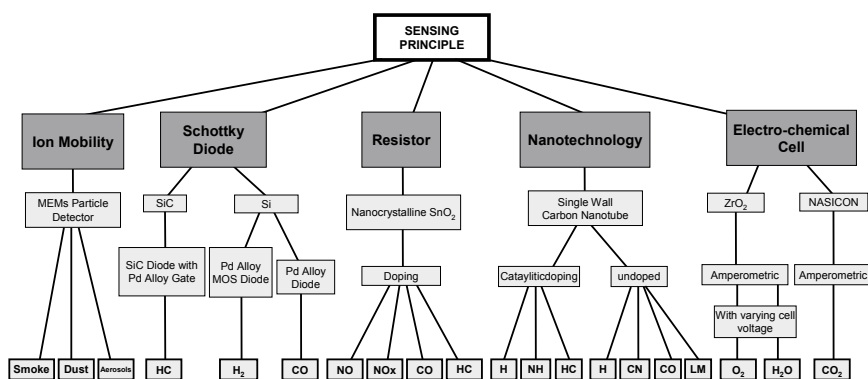 SENSING
PRINCIPLE
Ion Mobility
Schottky
Diode
Resistor
Nanotechnology
Electro-chemical
Cell
MEMs Particle
Detector
SiC
Si
Nanocrystalline SnO₂
Single Wall
Carbon Nanotube
ZrO₂
NASICON
SiC Diode with
Pd Alloy Gate
Pd Alloy
MOS Diode
Pd Alloy
Diode
Doping
Cataylíticdoping
undoped
Amperometric
Amperometric
With varying cell
voltage
Smoke
Dust
Aerosols
HC
H₂
CO
NO
NOx
CO
HC
H
NH
HC
H
CN
CO
LM
O₂
H₂O
CO₂